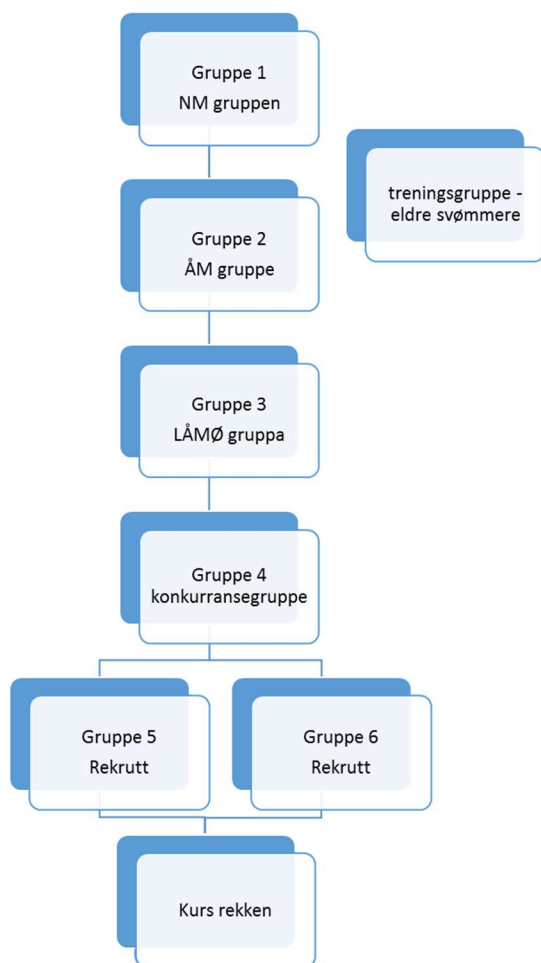 Gruppe 1
NM gruppen
treningsgruppe -
eldre svømmere
Gruppe 2
ÅM gruppe
Gruppe 3
LÅMØ gruppa
Gruppe 4
konkurransegruppe
Gruppe 5
Rekrutt
Gruppe 6
Rekrutt
Kurs rekken